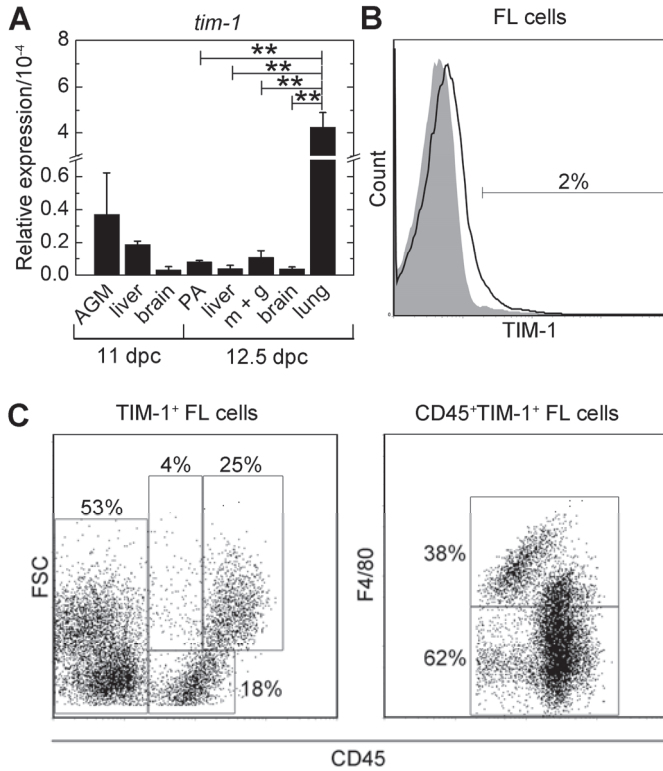 A
tim-1
Relative expression/10⁻⁴
8
6
4
2
0.6
0.4
0.2
0.0
**
**
**
**
AGM
liver
brain
PA
liver
m + g
brain
lung
11 dpc
12.5 dpc
B
FL cells
Count
2%
0
TIM-1
C
TIM-1⁺ FL cells
FSC
53%
4%
25%
18%
CD45⁺TIM-1⁺ FL cells
F4/80
38%
62%
CD45